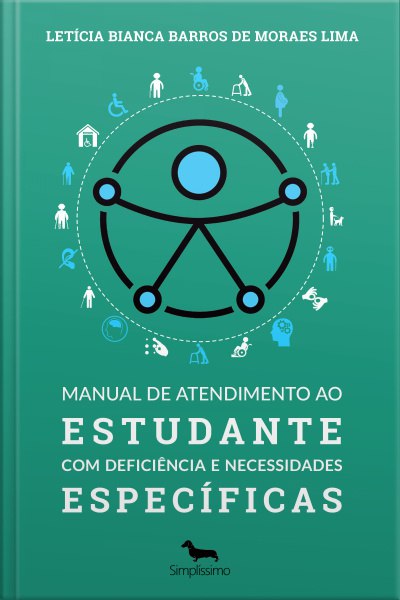 LETÍCIA BIANCA BARROS DE MORAES LIMA
MANUAL DE ATENDIMENTO AO
ESTUDANTE
COM DEFICIÊNCIA E NECESSIDADES
ESPECÍFICAS
Simplíssimo